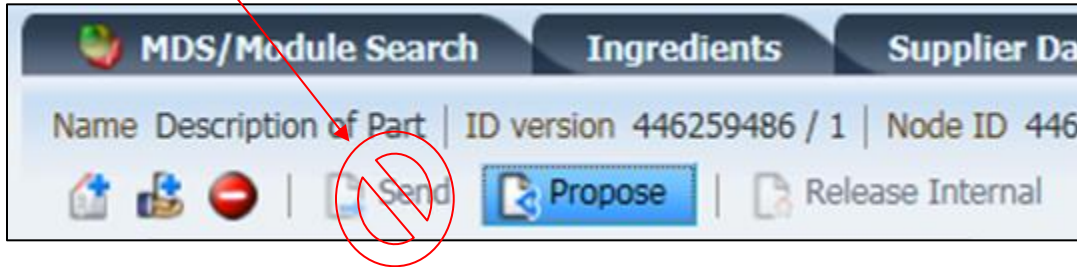 MDS/Module Search Ingredients Supplier Da
Name Description of Part | ID version 446259486 / 1 | Node ID 446
Send Propose | Release Internal